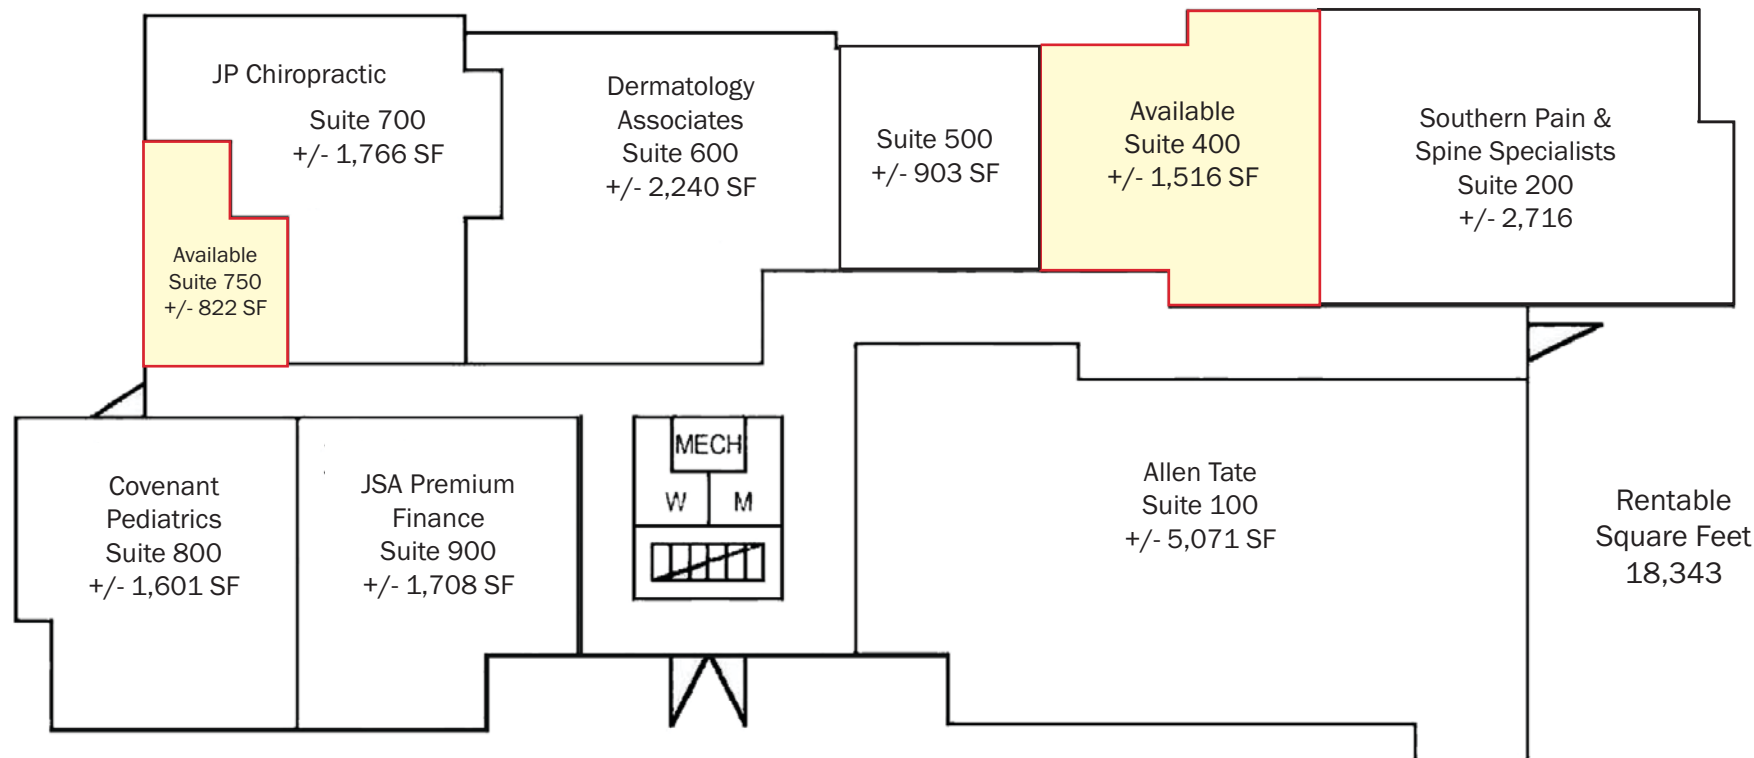 JP Chiropractic
Suite 700
+/- 1,766 SF
Dermatology
Associates
Suite 600
+/- 2,240 SF
Suite 500
+/- 903 SF
Available
Suite 400
+/- 1,516 SF
Southern Pain &
Spine Specialists
Suite 200
+/- 2,716
Available
Suite 750
+/- 822 SF
Covenant
Pediatrics
Suite 800
+/- 1,601 SF
JSA Premium
Finance
Suite 900
+/- 1,708 SF
MECH
W M
Allen Tate
Suite 100
+/- 5,071 SF
Rentable
Square Feet
18,343